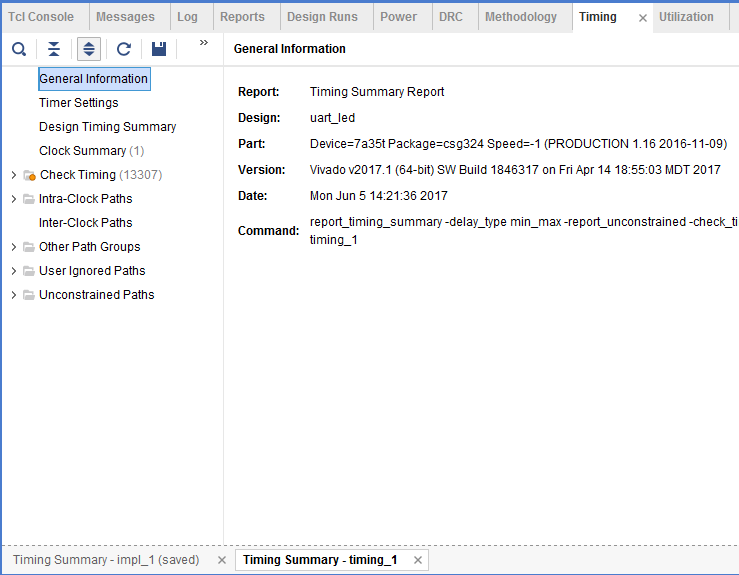 Tcl Console Messages Log Reports Design Runs Power DRC Methodology Timing × Utilization
» General Information
General Information
Timer Settings
Design Timing Summary
Clock Summary (1)
Check Timing (13307)
Intra-Clock Paths
Inter-Clock Paths
Other Path Groups
User Ignored Paths
Unconstrained Paths
Report: Timing Summary Report
Design: uart_led
Part: Device=7a35t Package=csg324 Speed=-1 (PRODUCTION 1.16 2016-11-09)
Version: Vivado v2017.1 (64-bit) SW Build 1846317 on Fri Apr 14 18:55:03 MDT 2017
Date: Mon Jun 5 14:21:36 2017
Command: report_timing_summary -delay_type min_max -report_unconstrained -check_ti
timing_1
Timing Summary - impl_1 (saved) × Timing Summary - timing_1 ×